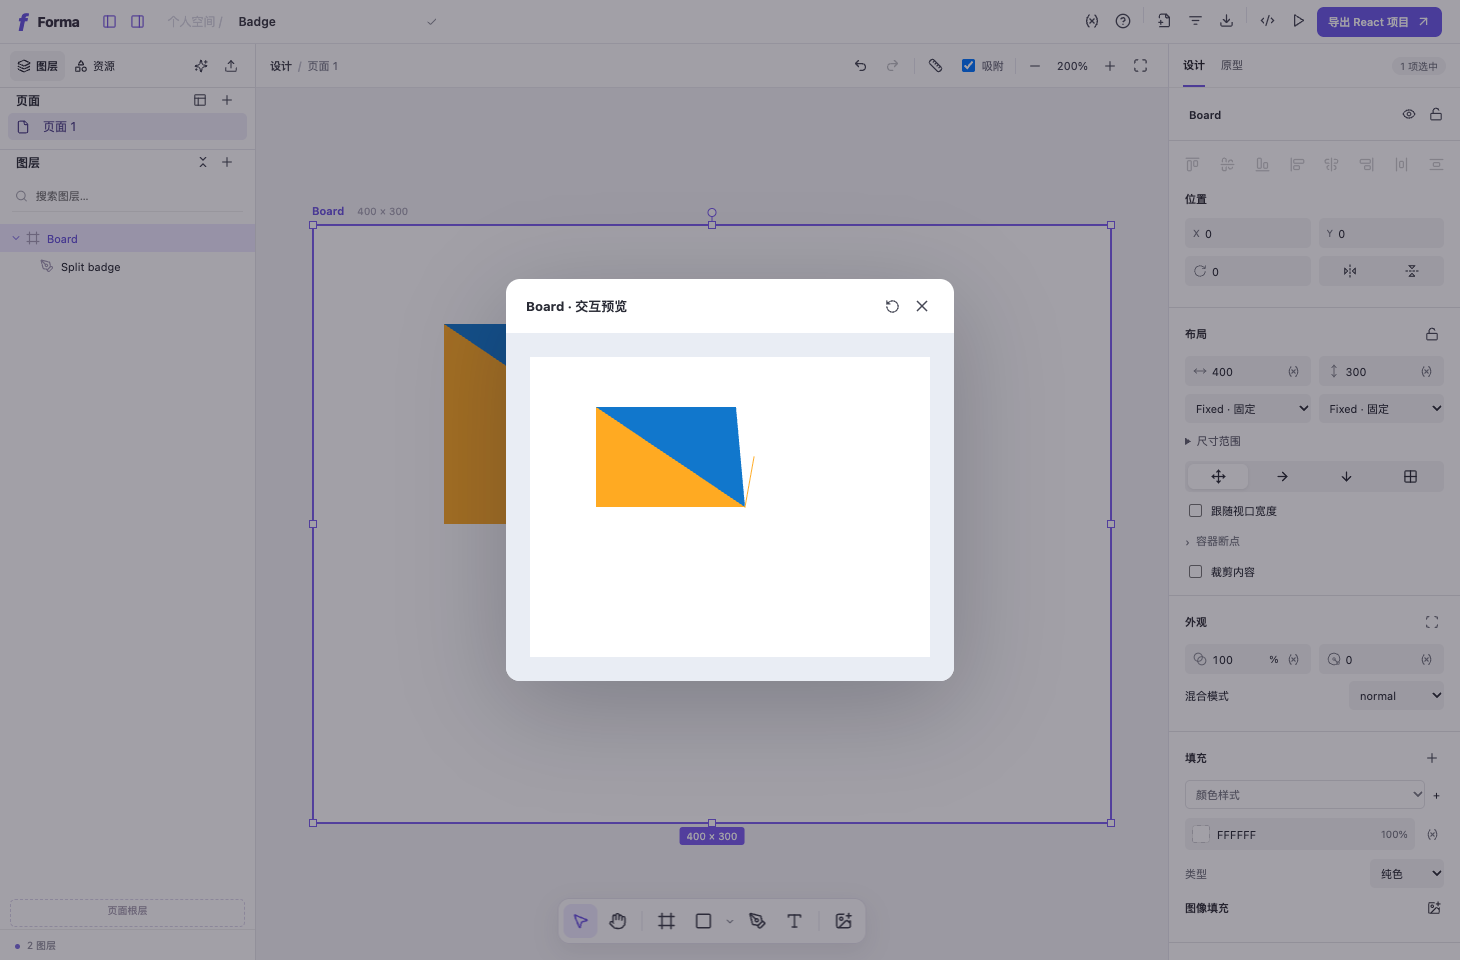 Forma
个人空间 /
Badge
导出 React 项目
图层
资源
设计 / 页面 1
吸附
200%
设计
原型
1 项选中
页面
页面 1
图层
搜索图层...
Board
Split badge
页面根层
2 图层
Board 400 × 300
400 × 300
Board · 交互预览
Board
位置
X 0
Y 0
0
布局
400 (x)
300 (x)
Fixed · 固定
Fixed · 固定
尺寸范围
跟随视口宽度
容器断点
裁剪内容
外观
100 % (x)
0 (x)
混合模式
normal
填充
颜色样式
FFFFFF 100% (x)
类型
纯色
图像填充